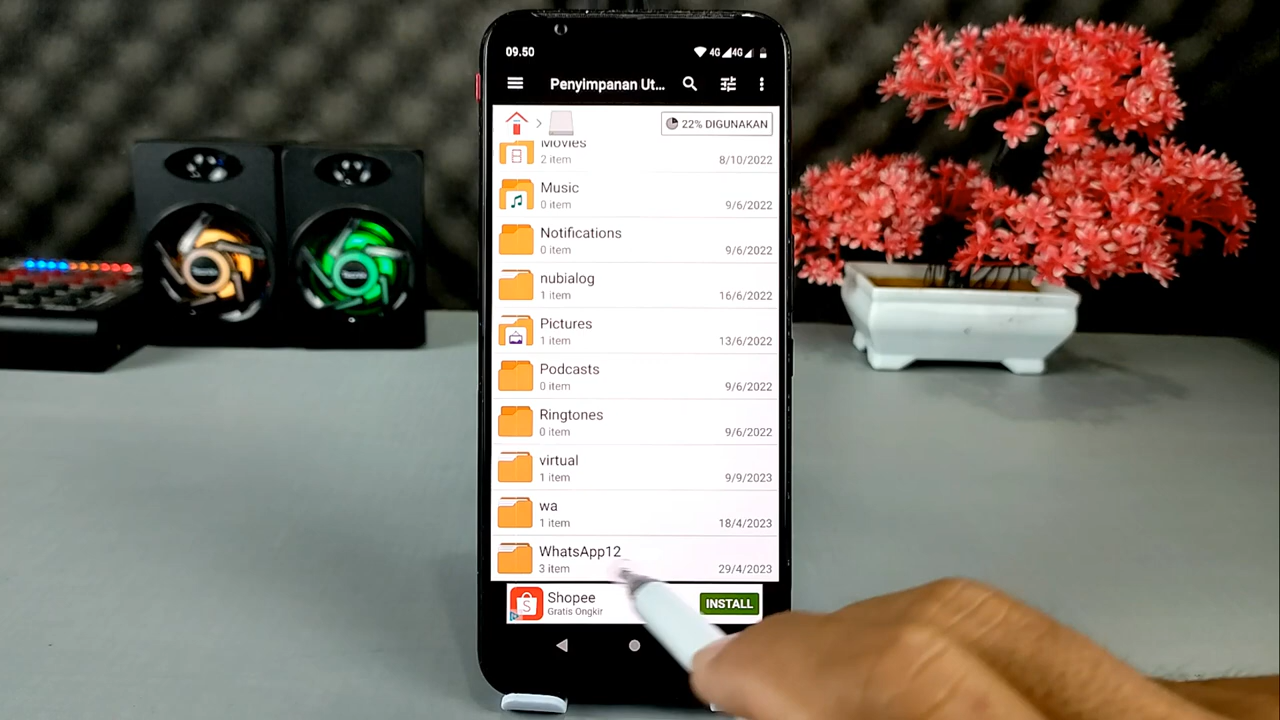 09.50
4G 4G
Penyimpanan Ut...
22% DIGUNAKAN
Movies
2 item
8/10/2022
Music
0 item
9/6/2022
Notifications
0 item
9/6/2022
nubialog
1 item
16/6/2022
Pictures
1 item
13/6/2022
Podcasts
0 item
9/6/2022
Ringtones
0 item
9/6/2022
virtual
1 item
9/9/2023
wa
1 item
18/4/2023
WhatsApp12
3 item
29/4/2023
Shopee
Gratis Ongkir
INSTALL